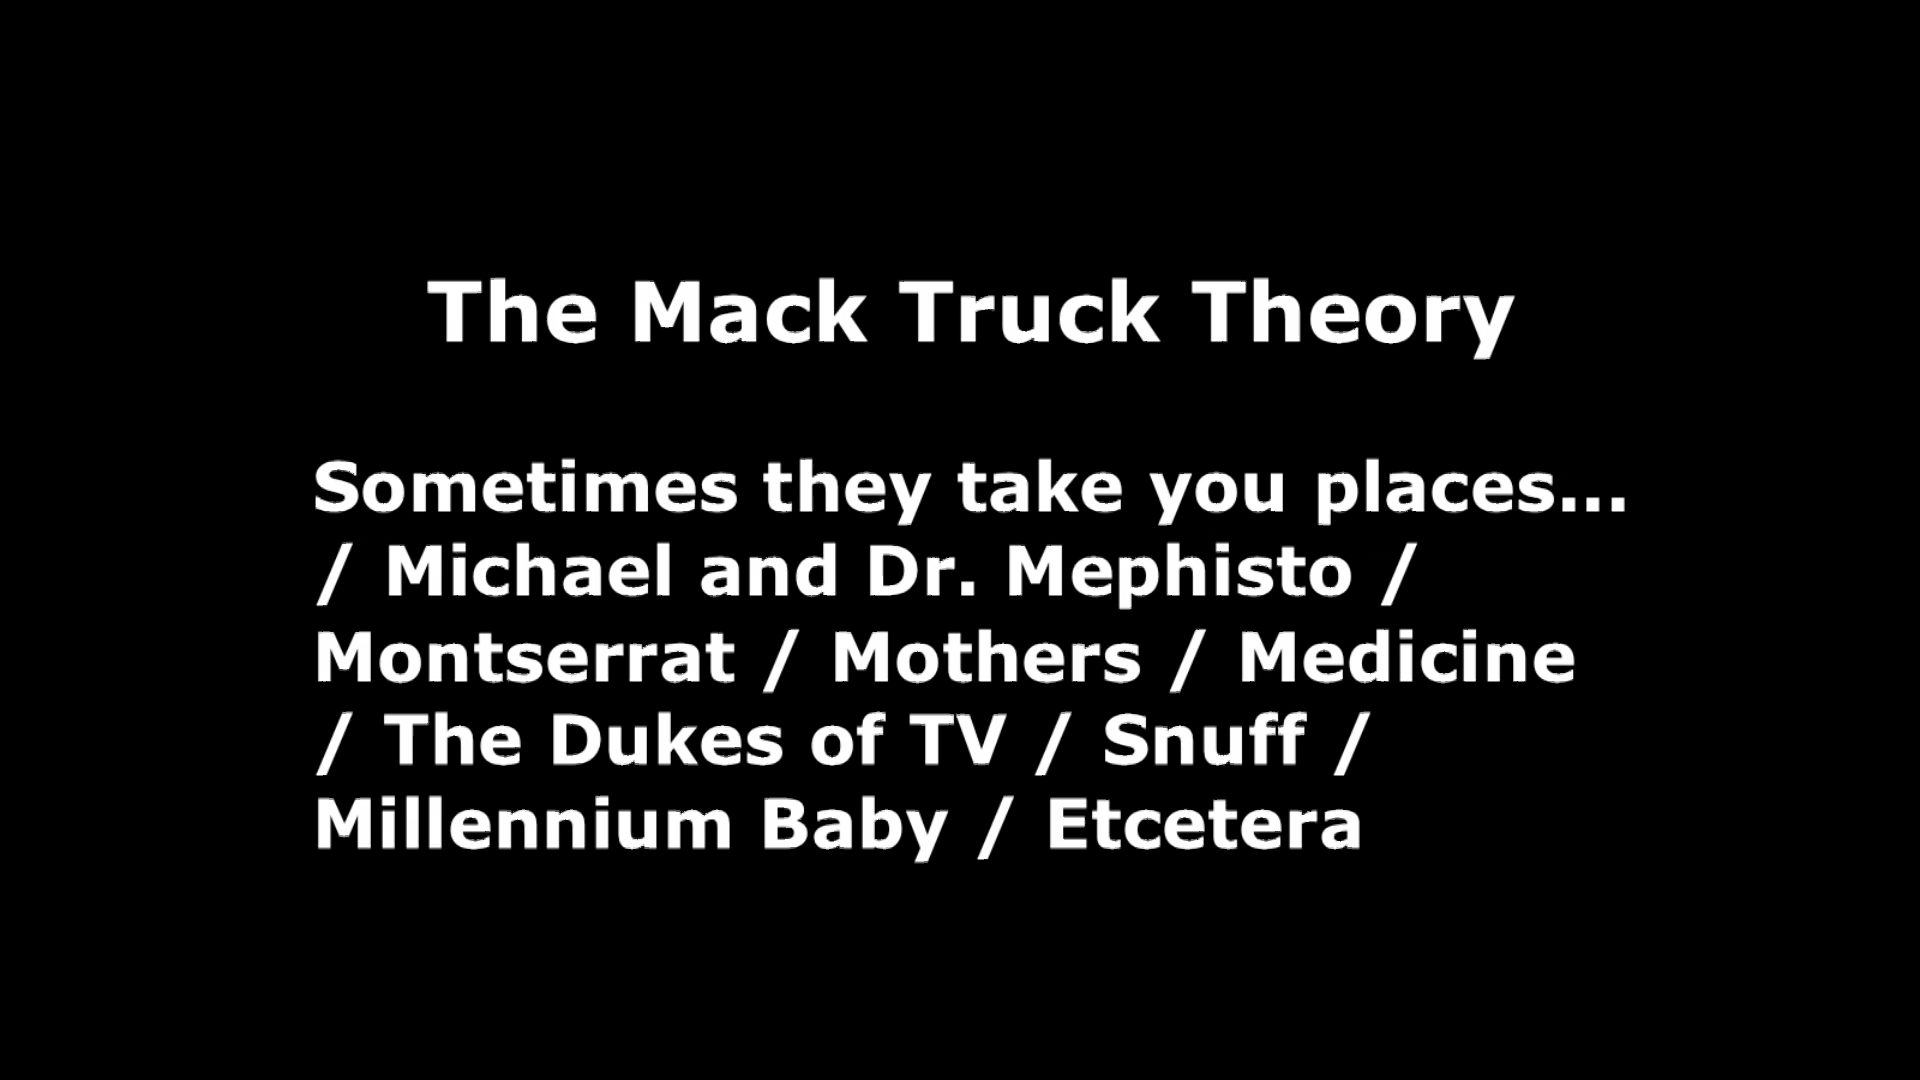 The Mack Truck Theory
Sometimes they take you places...
/ Michael and Dr. Mephisto /
Montserrat / Mothers / Medicine
/ The Dukes of TV / Snuff /
Millennium Baby / Etcetera